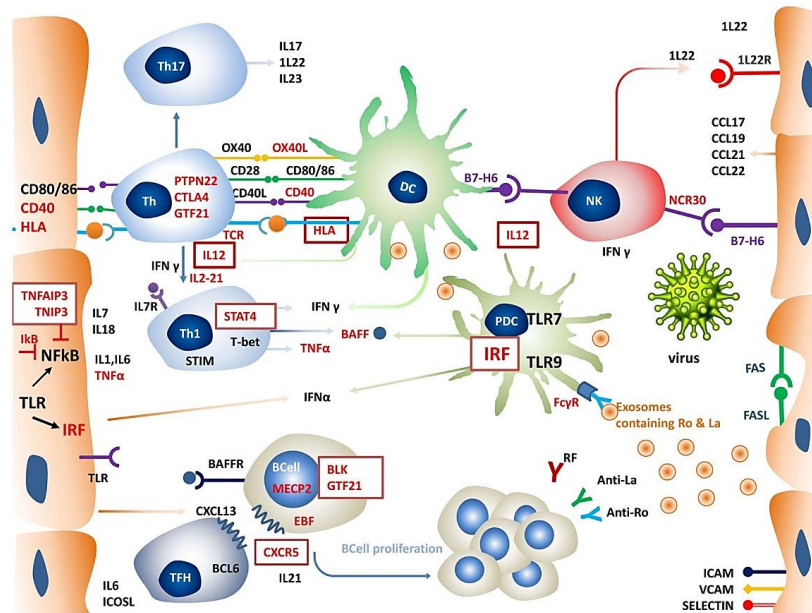 IL17
1L22
IL23
Th17
1L22
1L22
1L22R
CCL17
CCL19
CCL21
CCL22
OX40 OX40L
CD28 CD80/86
CD40L CD40
CD80/86
CD40
HLA
Th
PTPN22
CTLA4
GTF21
TCR
HLA
DC
B7-H6
NK
NCR30
B7-H6
IFN γ
IL12
IL12
IFN γ
IL2-21
IL7R
STAT4
IFN γ
Th1
T-bet
STIM
BAFF
TNFα
TNFAIP3
TNIP3
IL7
IL18
IkB
NFkB
IL1,IL6
TNFα
TLR
IRF
IFNα
TLR
PDC
TLR7
IRF
TLR9
FcγR
virus
Exosomes
containing Ro & La
FAS
FASL
BAFFR
BCell
MECP2
BLK
GTF21
EBF
CXCL13
CXCR5
IL21
TFH
BCL6
BCell proliferation
RF
Anti-La
Anti-Ro
IL6
ICOSL
ICAM
VCAM
SELECTIN